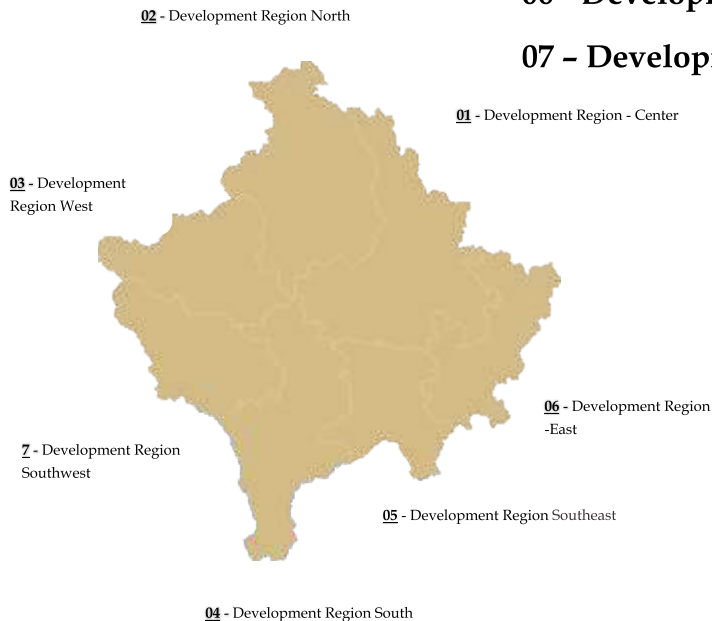 02 - Development Region North
07 – Develop
01 - Development Region - Center
03 - Development
Region West
06 - Development Region
-East
7 - Development Region
Southwest
05 - Development Region Southeast
04 - Development Region South